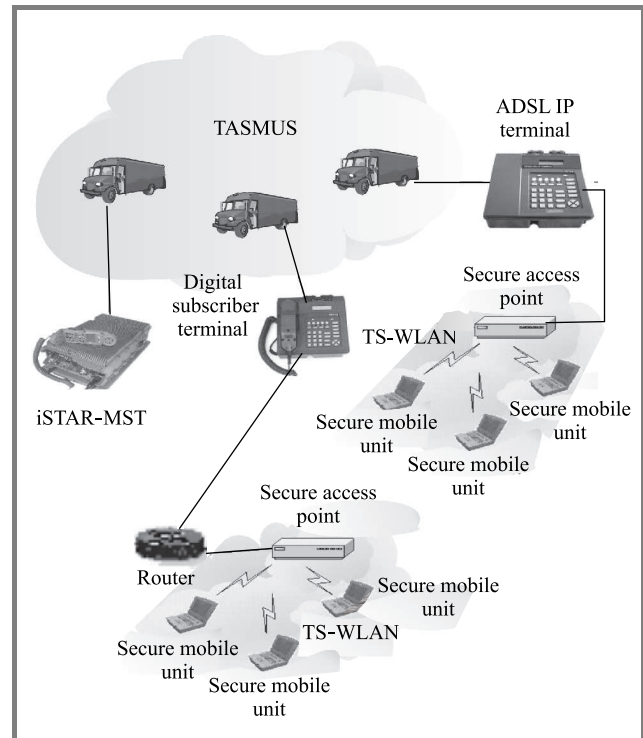 TASMUS
ADSL IP
terminal
Digital
subscriber
terminal
Secure access
point
TS-WLAN
iSTAR-MST
Secure mobile
unit
Secure mobile
unit
Secure mobile
unit
Secure access
point
Router
Secure mobile
unit
TS-WLAN
Secure mobile
unit
Secure mobile
unit